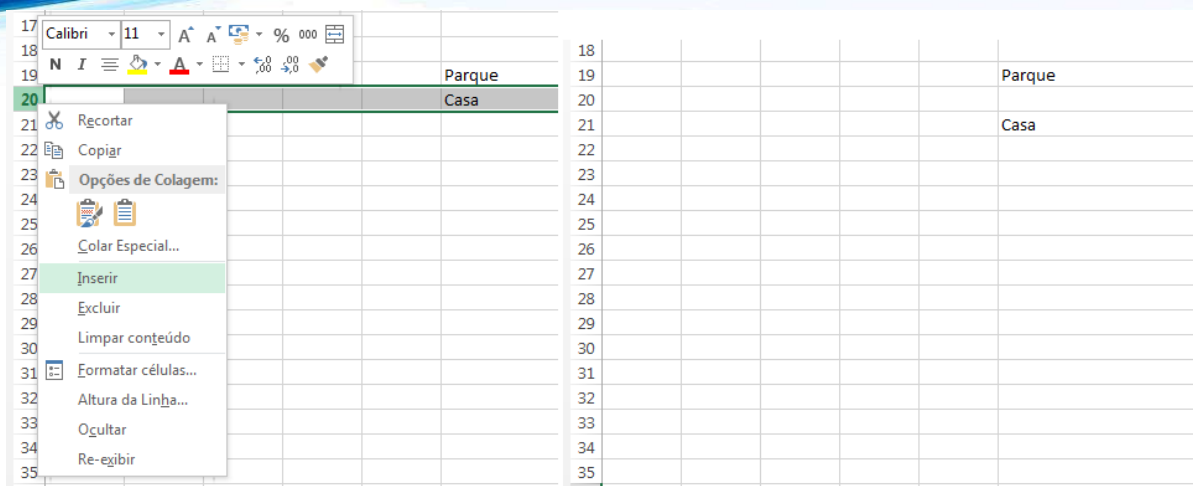 17
Calibri 11 A A % 000
18
N I A ,00 ,00
19 Parque
20 Casa
21 Recortar
22 Copiar
23 Opções de Colagem:
24
25
26 Colar Especial...
27 Inserir
28 Excluir
29 Limpar conteúdo
30
31 Formatar células...
32 Altura da Linha...
33 Ocultar
34 Re-exibir
35
18
19 Parque
20
21 Casa
22
23
24
25
26
27
28
29
30
31
32
33
34
35